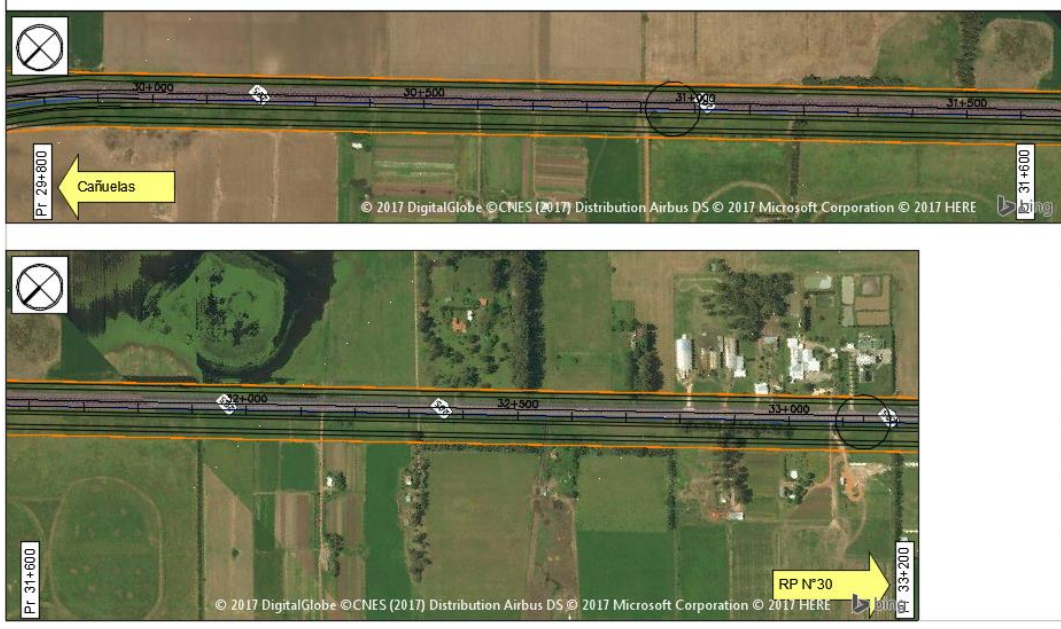 30+000
30+500
31+000
31+500
Pr 29+800
Cañuelas
Pr 31+600
© 2017 DigitalGlobe ©CNES (2017) Distribution Airbus DS © 2017 Microsoft Corporation © 2017 HERE
bing
32+000
32+500
33+000
Pr 31+600
RP N°30
Pr 33+200
© 2017 DigitalGlobe ©CNES (2017) Distribution Airbus DS © 2017 Microsoft Corporation © 2017 HERE
bing